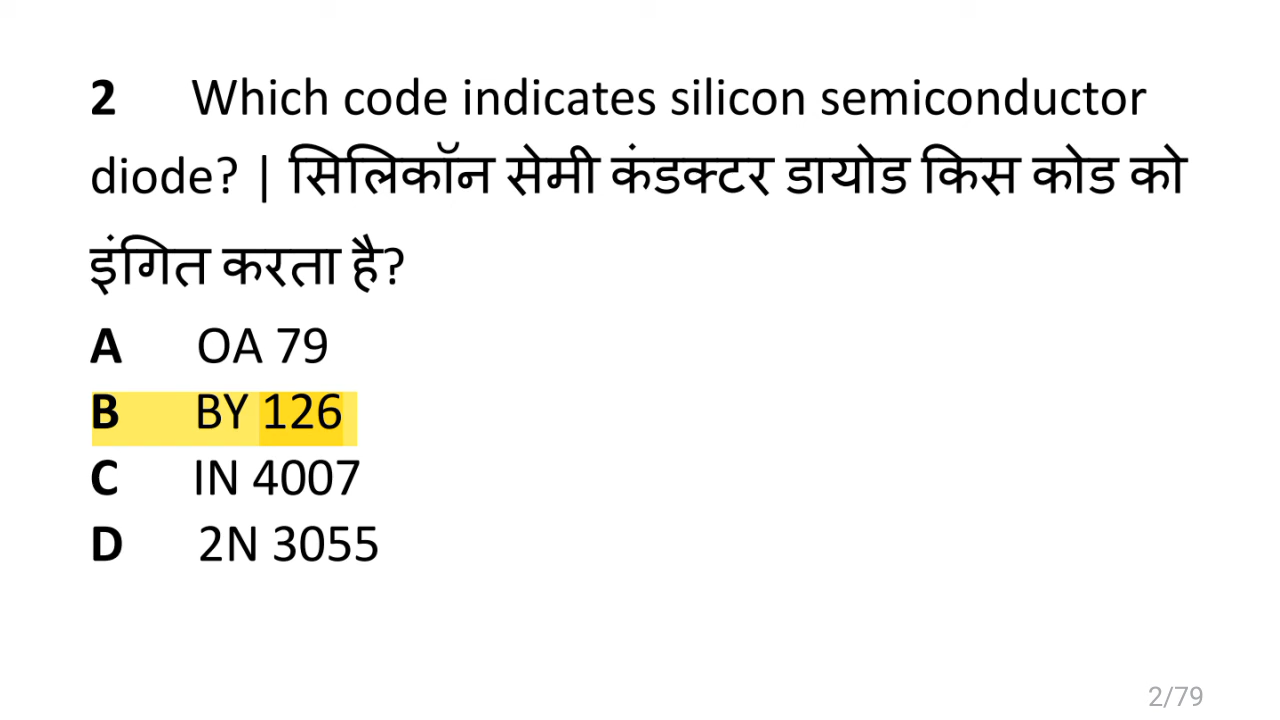 2 Which code indicates silicon semiconductor
diode? | सिलिकॉन सेमी कंडक्टर डायोड किस कोड को
इंगित करता है?
A OA 79
B BY 126
C IN 4007
D 2N 3055
2/79